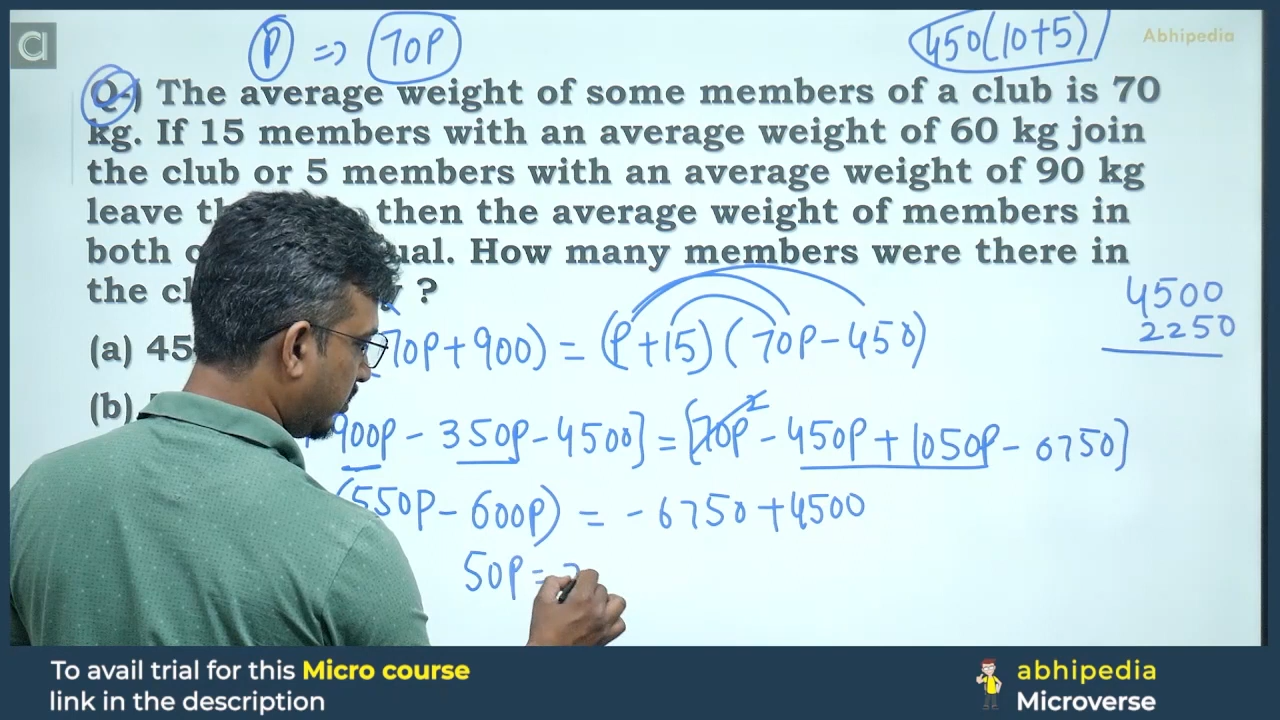 P => 70P 450(10+5) Abhipedia
Q-) The average weight of some members of a club is 70
kg. If 15 members with an average weight of 60 kg join
the club or 5 members with an average weight of 90 kg
leave then the average weight of members in
both ual. How many members were there in
the cl ?
4500
2250
(a) 45 70P+900) = (P+15)(70P-450)
(b) 900P - 350P - 4500] = [70P² - 450P + 1050P - 6750]
(550P - 600P) = -6750+4500
50P =
To avail trial for this Micro course
link in the description
abhipedia
Microverse